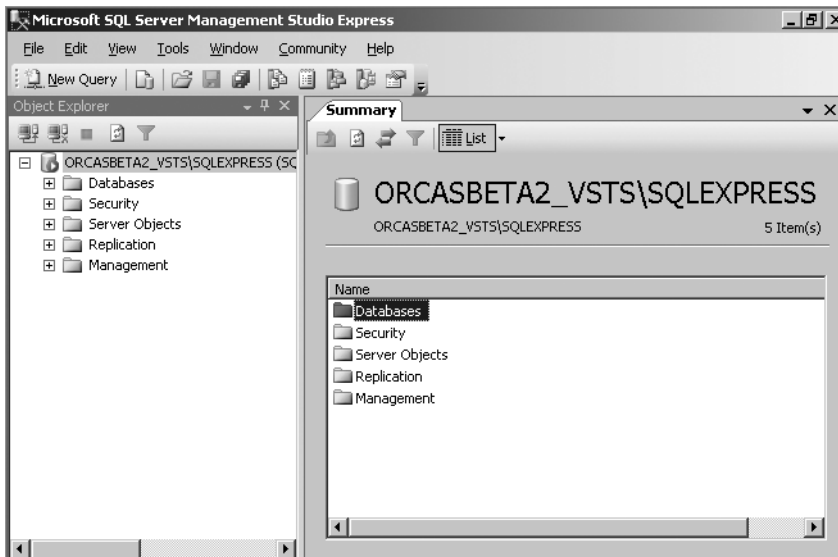 Microsoft SQL Server Management Studio Express
File Edit View Tools Window Community Help
New Query
Object Explorer
ORCASBETA2_VSTS\SQLEXPRESS (SQ
Databases
Security
Server Objects
Replication
Management
Summary
List
ORCASBETA2_VSTS\SQLEXPRESS
ORCASBETA2_VSTS\SQLEXPRESS 5 Item(s)
Name
Databases
Security
Server Objects
Replication
Management